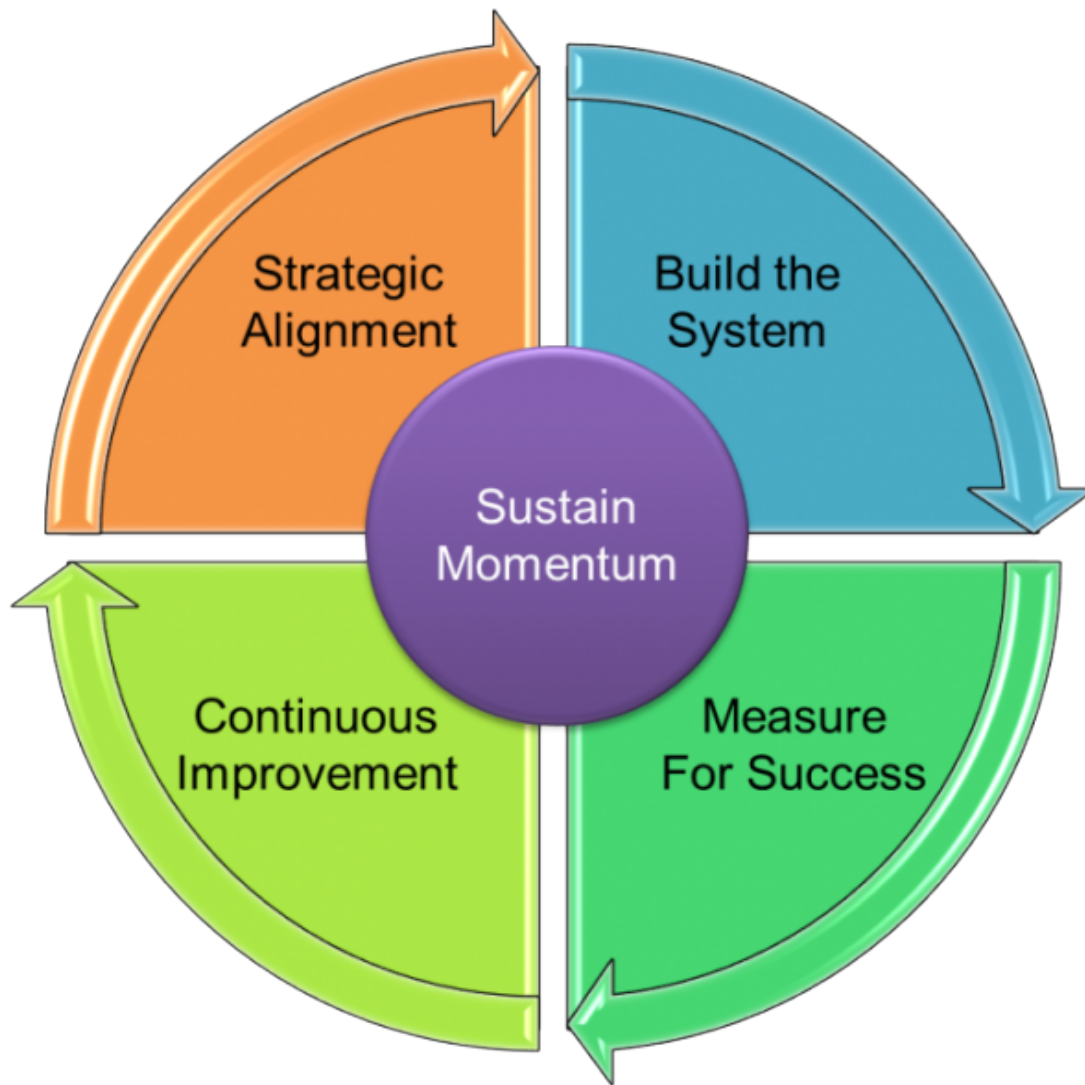 Strategic
Alignment
Build the
System
Sustain
Momentum
Continuous
Improvement
Measure
For Success